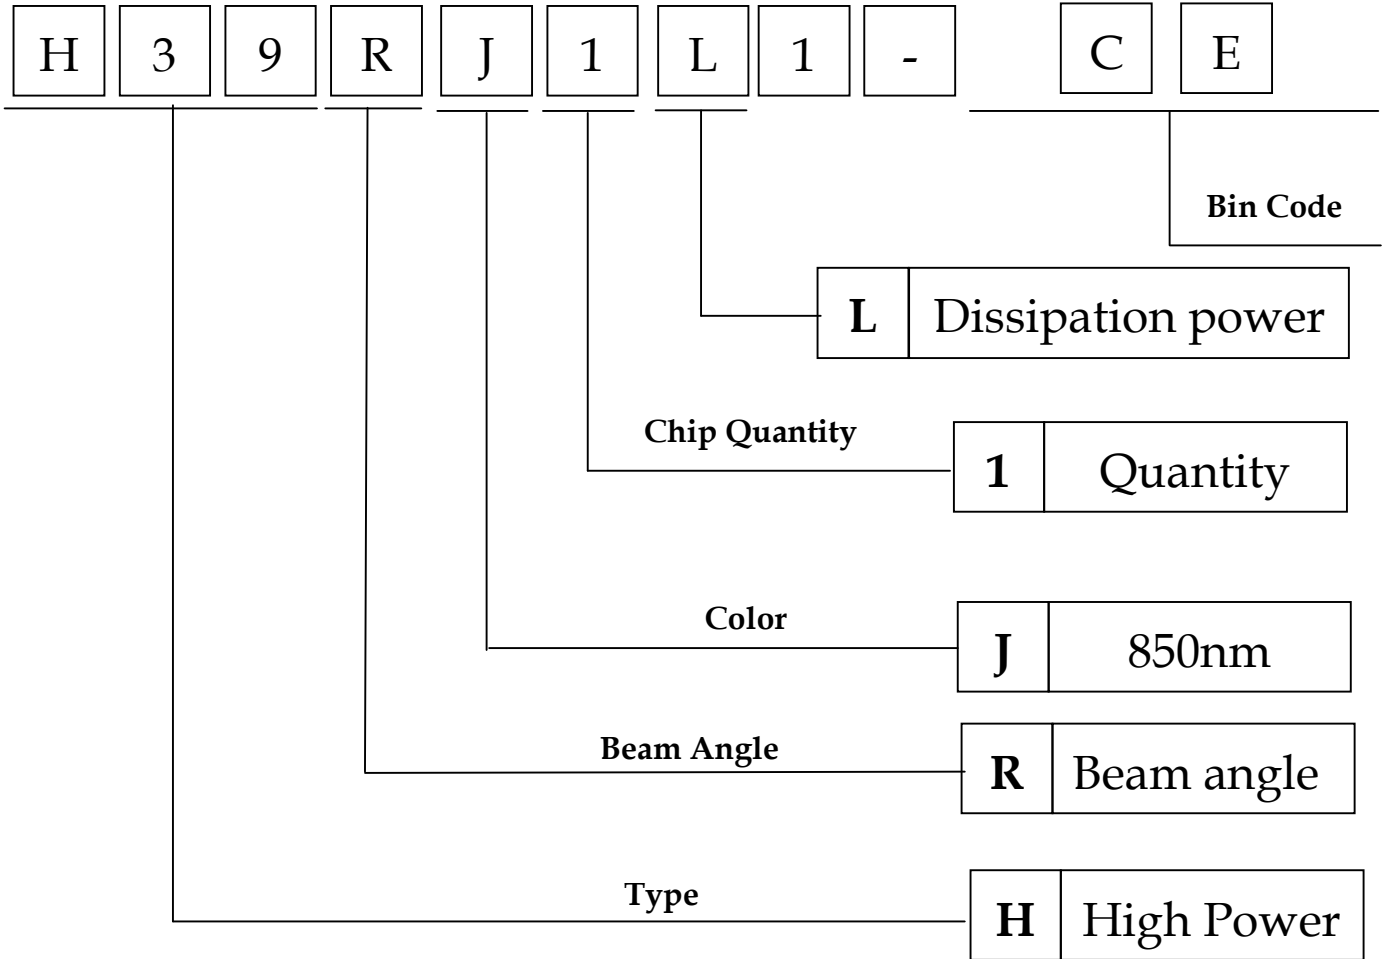 H 3 9 R J 1 L 1 - C E
Bin Code
L Dissipation power
Chip Quantity
1 Quantity
Color
J 850nm
Beam Angle
R Beam angle
Type
H High Power